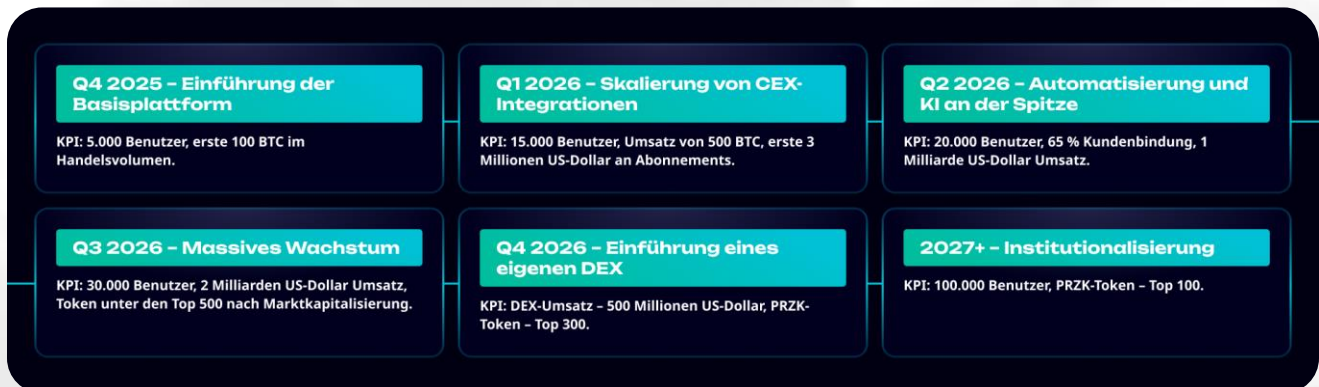 Q4 2025 – Einführung der
Basisplattform
KPI: 5.000 Benutzer, erste 100 BTC im
Handelsvolumen.
Q1 2026 – Skalierung von CEX-
Integrationen
KPI: 15.000 Benutzer, Umsatz von 500 BTC, erste 3
Millionen US-Dollar an Abonnements.
Q2 2026 – Automatisierung und
KI an der Spitze
KPI: 20.000 Benutzer, 65 % Kundenbindung, 1
Milliarde US-Dollar Umsatz.
Q3 2026 – Massives Wachstum
KPI: 30.000 Benutzer, 2 Milliarden US-Dollar Umsatz,
Token unter den Top 500 nach Marktkapitalisierung.
Q4 2026 – Einführung eines
eigenen DEX
KPI: DEX-Umsatz – 500 Millionen US-Dollar, PRZK-
Token – Top 300.
2027+ – Institutionalisierung
KPI: 100.000 Benutzer, PRZK-Token – Top 100.